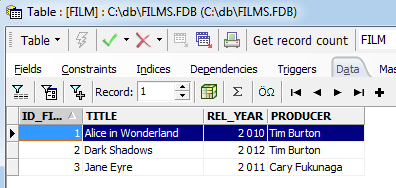 Table : [FILM] : C:\db\FILMS.FDB (C:\db\FILMS.FDB)
Table Get record count FILM
Fields Constraints Indices Dependencies Triggers Data
Record: 1 Σ ÖΩ
ID_FI... TITLE REL_YEAR PRODUCER
1 Alice in Wonderland 2 010 Tim Burton
2 Dark Shadows 2 012 Tim Burton
3 Jane Eyre 2 011 Cary Fukunaga